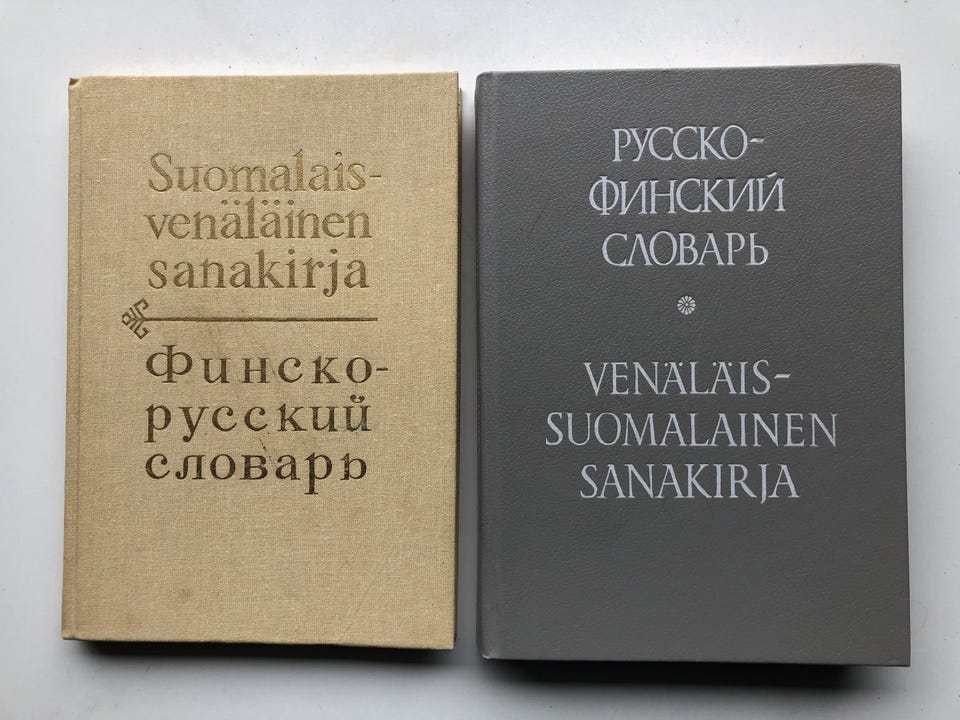 Suomalais-
venäläinen
sanakirja
Финско-
русский
словарь
РУССКО-
ФИНСКИЙ
СЛОВАРЬ
VENÄLÄIS-
SUOMALAINEN
SANAKIRJA